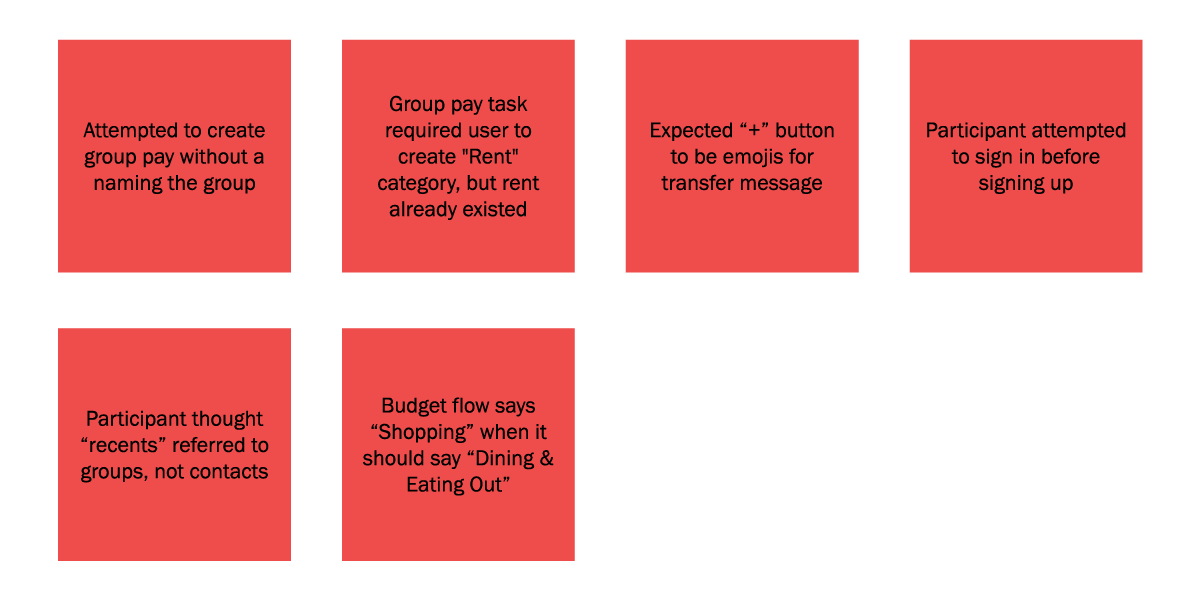 Attempted to create
group pay without a
naming the group
Group pay task
required user to
create "Rent"
category, but rent
already existed
Expected “+” button
to be emojis for
transfer message
Participant attempted
to sign in before
signing up
Participant thought
“recents” referred to
groups, not contacts
Budget flow says
“Shopping” when it
should say “Dining &
Eating Out”